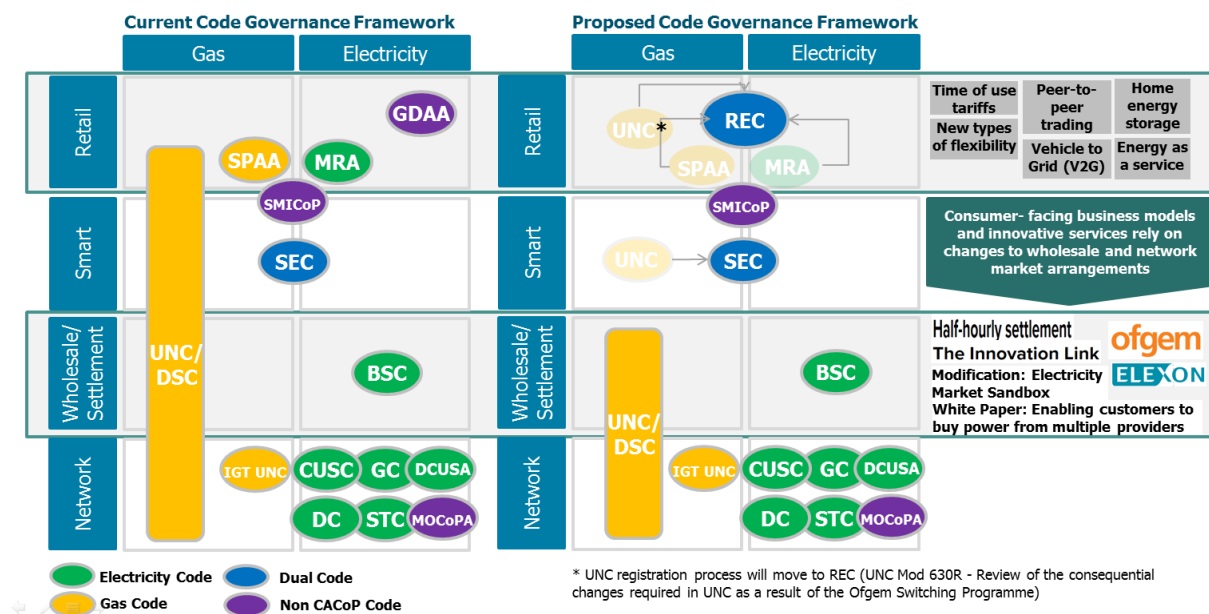 Current Code Governance Framework
Gas
Electricity
Retail
GDAA
SPAA
MRA
SMICoP
Smart
SEC
UNC/
DSC
Wholesale/
Settlement
BSC
Network
IGT UNC
CUSC
GC
DCUSA
DC
STC
MOCoPA
Electricity Code
Dual Code
Gas Code
Non CACoP Code
Proposed Code Governance Framework
Gas
Electricity
Retail
UNC*
REC
SPAA
MRA
SMICoP
Smart
UNC
SEC
Wholesale/
Settlement
UNC/
DSC
BSC
Network
IGT UNC
CUSC
GC
DCUSA
DC
STC
MOCoPA
* UNC registration process will move to REC (UNC Mod 630R - Review of the consequential
changes required in UNC as a result of the Ofgem Switching Programme)
Time of use
tariffs
Peer-to-
peer
trading
Home
energy
storage
New types
of flexibility
Vehicle to
Grid (V2G)
Energy as
a service
Consumer- facing business models
and innovative services rely on
changes to wholesale and network
market arrangements
Half-hourly settlement
The Innovation Link
Modification: Electricity
Market Sandbox
White Paper: Enabling customers to
buy power from multiple providers
ofgem
ELEXON